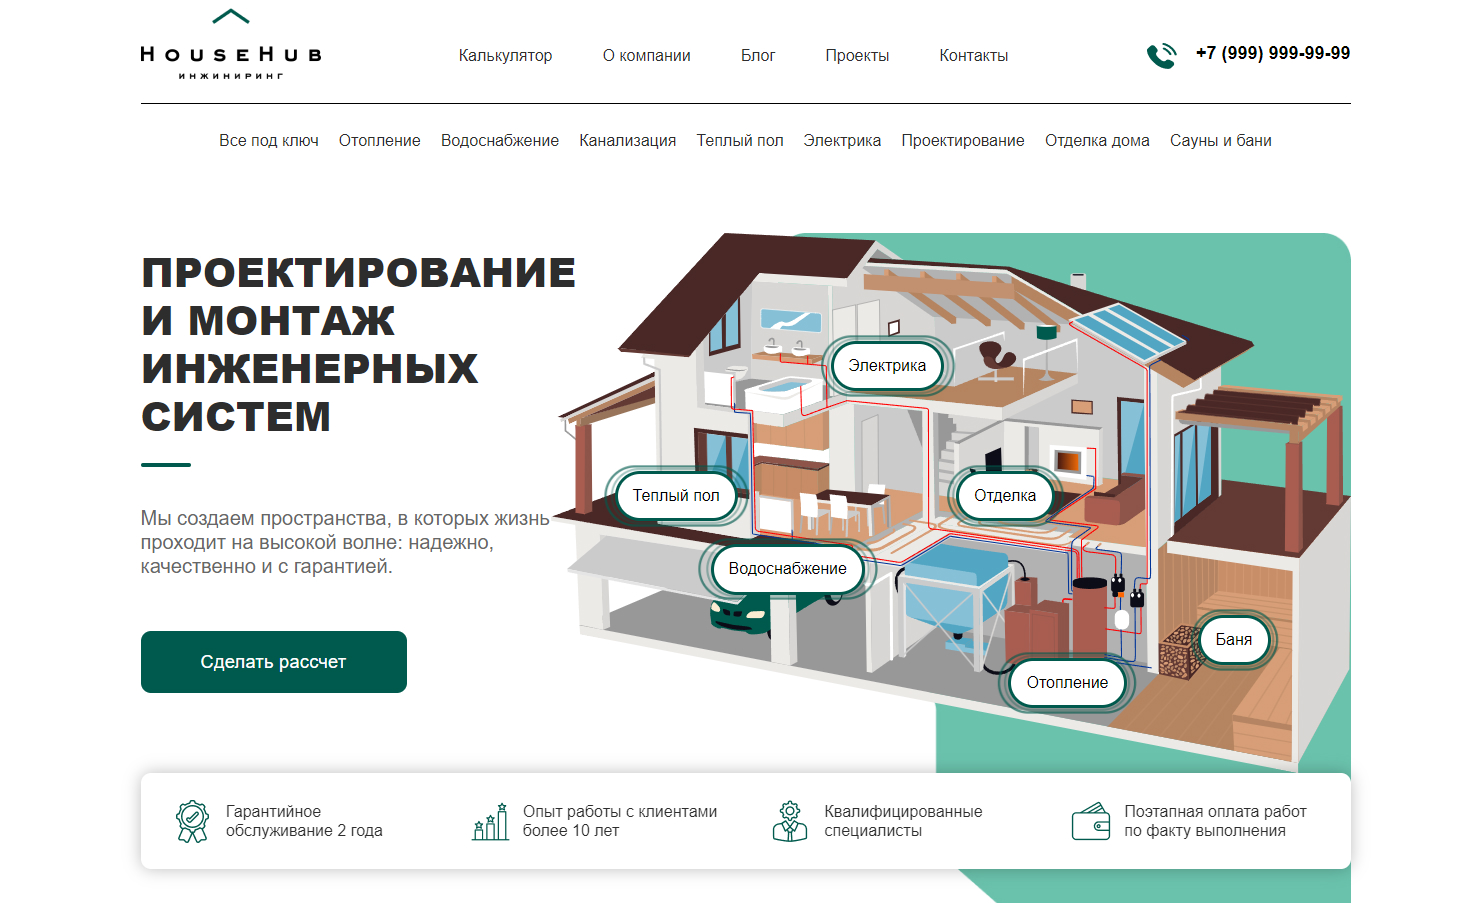 HOUSEHUB
ИНЖИНИРИНГ
Калькулятор О компании Блог Проекты Контакты
+7 (999) 999-99-99
Все под ключ Отопление Водоснабжение Канализация Теплый пол Электрика Проектирование Отделка дома Сауны и бани
ПРОЕКТИРОВАНИЕ
И МОНТАЖ
ИНЖЕНЕРНЫХ
СИСТЕМ
Мы создаем пространства, в которых жизнь
проходит на высокой волне: надежно,
качественно и с гарантией.
Сделать рассчет
Электрика
Теплый пол
Отделка
Водоснабжение
Баня
Отопление
Гарантийное
обслуживание 2 года
Опыт работы с клиентами
более 10 лет
Квалифицированные
специалисты
Поэтапная оплата работ
по факту выполнения